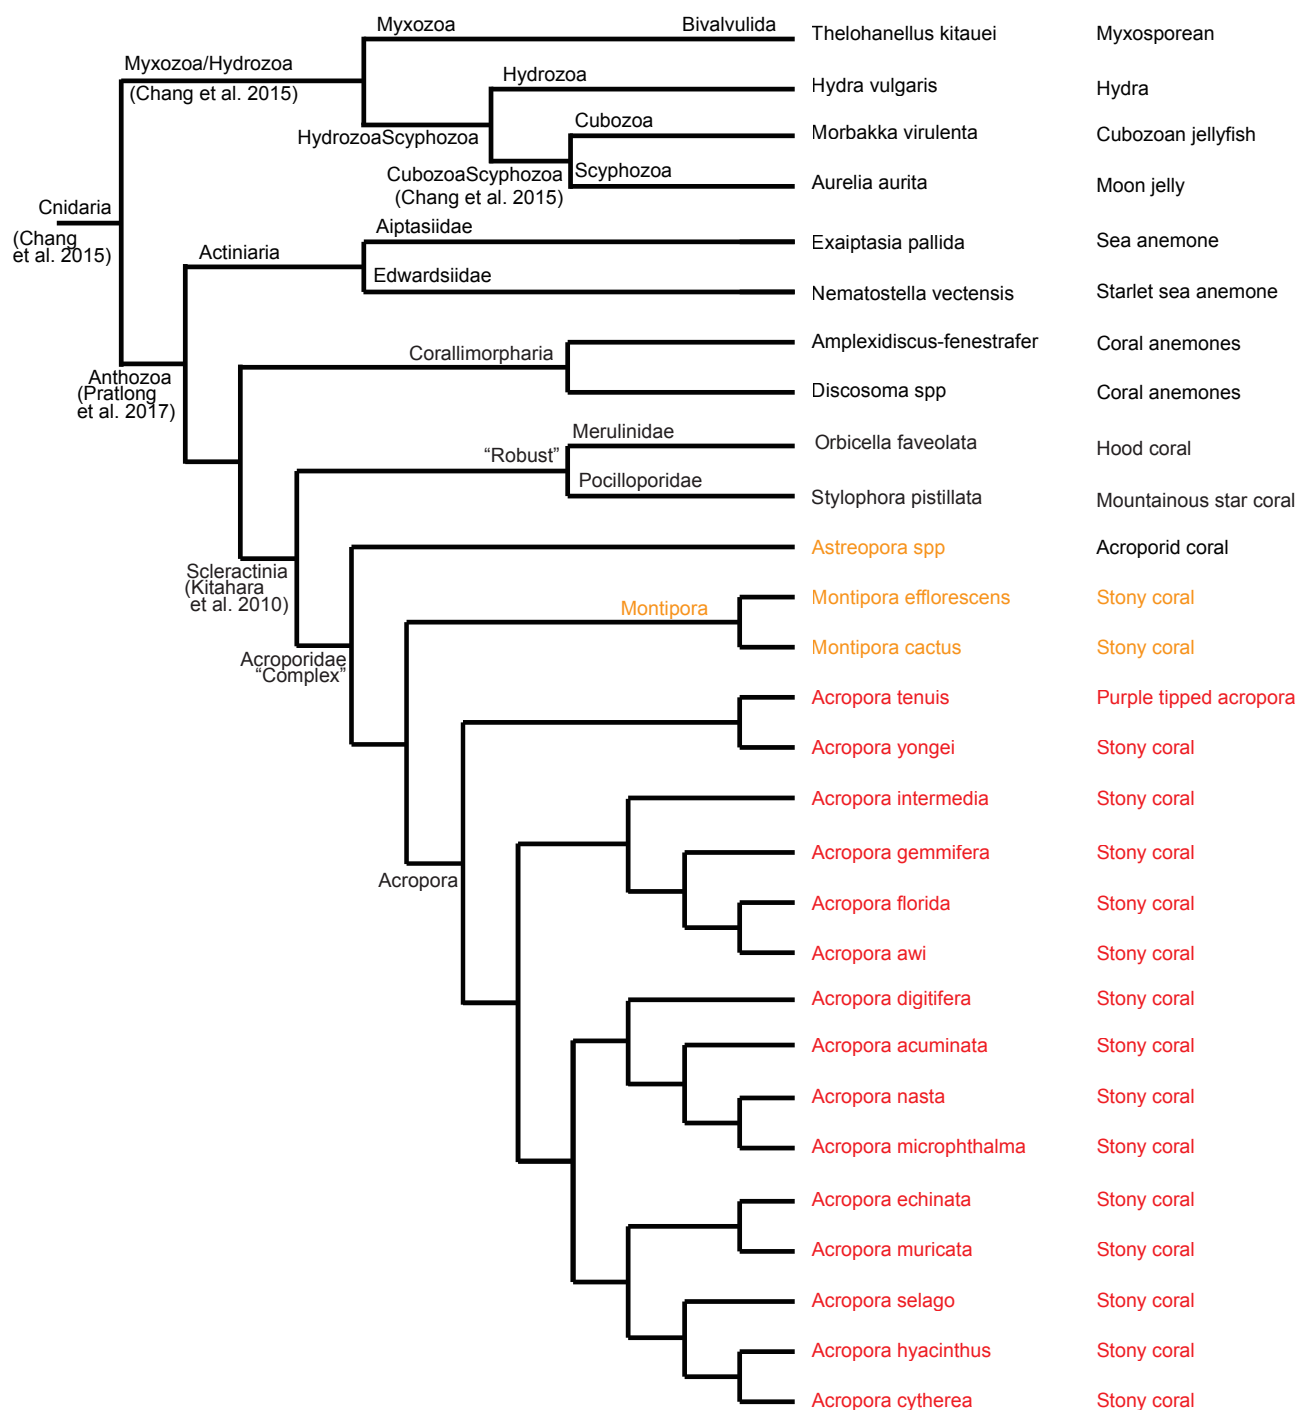 Myxozoa
Bivalvulida
Thelohanellus kitauei
Myxosporean
Myxozoa/Hydrozoa
(Chang et al. 2015)
Hydrozoa
Hydra vulgaris
Hydra
HydrozoaScyphozoa
Cubozoa
Morbakka virulenta
Cubozoan jellyfish
CubozoaScyphozoa
(Chang et al. 2015)
Scyphozoa
Aurelia aurita
Moon jelly
Cnidaria
(Chang
et al. 2015)
Actiniaria
Aiptasiidae
Exaiptasia pallida
Sea anemone
Edwardsiidae
Nematostella vectensis
Starlet sea anemone
Anthozoa
(Pratlong
et al. 2017)
Corallimorpharia
Amplexidiscus-fenestrafer
Coral anemones
Discosoma spp
Coral anemones
“Robust”
Merulinidae
Orbicella faveolata
Hood coral
Pocilloporidae
Stylophora pistillata
Mountainous star coral
Scleractinia
(Kitahara
et al. 2010)
Astreopora spp
Acroporid coral
Montipora
Montipora efflorescens
Stony coral
Montipora cactus
Stony coral
Acroporidae
“Complex”
Acropora tenuis
Purple tipped acropora
Acropora yongei
Stony coral
Acropora
Acropora intermedia
Stony coral
Acropora gemmifera
Stony coral
Acropora florida
Stony coral
Acropora awi
Stony coral
Acropora digitifera
Stony coral
Acropora acuminata
Stony coral
Acropora nasta
Stony coral
Acropora microphthalma
Stony coral
Acropora echinata
Stony coral
Acropora muricata
Stony coral
Acropora selago
Stony coral
Acropora hyacinthus
Stony coral
Acropora cytherea
Stony coral